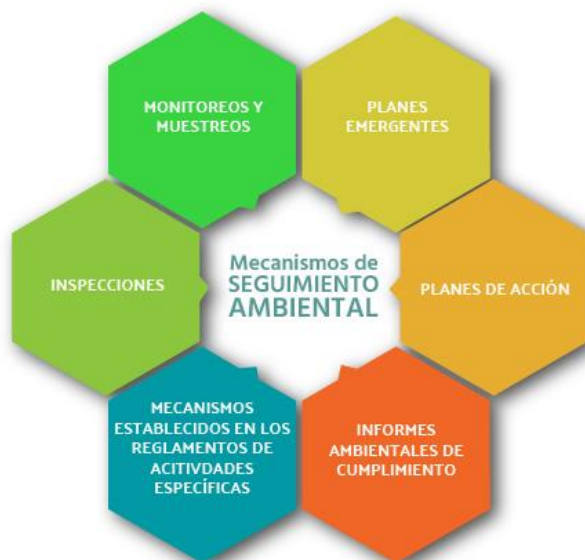 MONITOREOS Y
MUESTREOS
PLANES
EMERGENTES
INSPECCIONES
Mecanismos de
SEGUIMIENTO
AMBIENTAL
PLANES DE ACCIÓN
MECANISMOS
ESTABLECIDOS EN LOS
REGLAMENTOS DE
ACITIVDADES
ESPECÍFICAS
INFORMES
AMBIENTALES DE
CUMPLIMIENTO